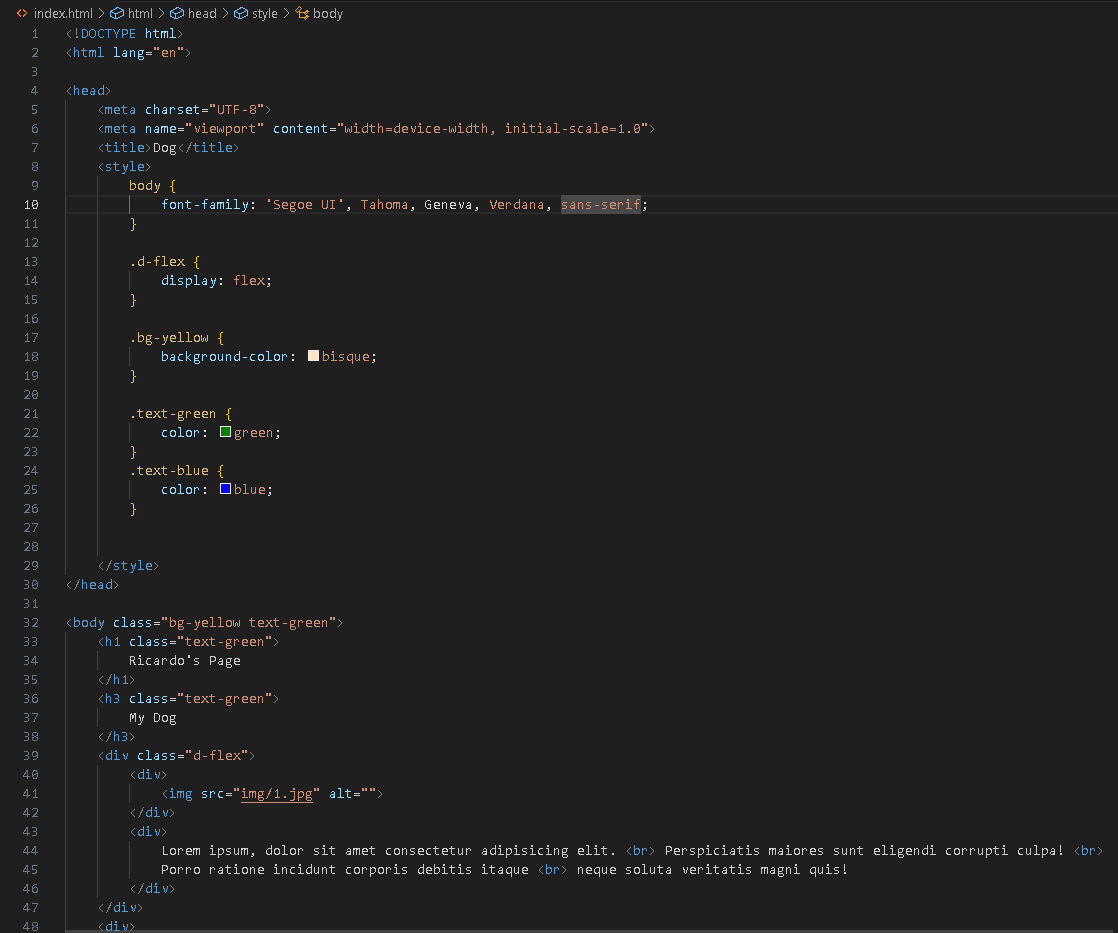 index.html > html > head > style > body
1 <!DOCTYPE html>
2 <html lang="en">
3
4 <head>
5     <meta charset="UTF-8">
6     <meta name="viewport" content="width=device-width, initial-scale=1.0">
7     <title>Dog</title>
8     <style>
9         body {
10             font-family: 'Segoe UI', Tahoma, Geneva, Verdana, sans-serif;
11         }
12
13         .d-flex {
14             display: flex;
15         }
16
17         .bg-yellow {
18             background-color: bisque;
19         }
20
21         .text-green {
22             color: green;
23         }
24         .text-blue {
25             color: blue;
26         }
27
28
29     </style>
30 </head>
31
32 <body class="bg-yellow text-green">
33     <h1 class="text-green">
34         Ricardo's Page
35     </h1>
36     <h3 class="text-green">
37         My Dog
38     </h3>
39     <div class="d-flex">
40         <div>
41             <img src="img/1.jpg" alt="">
42         </div>
43         <div>
44             Lorem ipsum, dolor sit amet consectetur adipisicing elit. <br> Perspiciatis maiores sunt eligendi corrupti culpa! <br>
45             Porro ratione incidunt corporis debitis itaque <br> neque soluta veritatis magni quis!
46         </div>
47     </div>
48     <div>